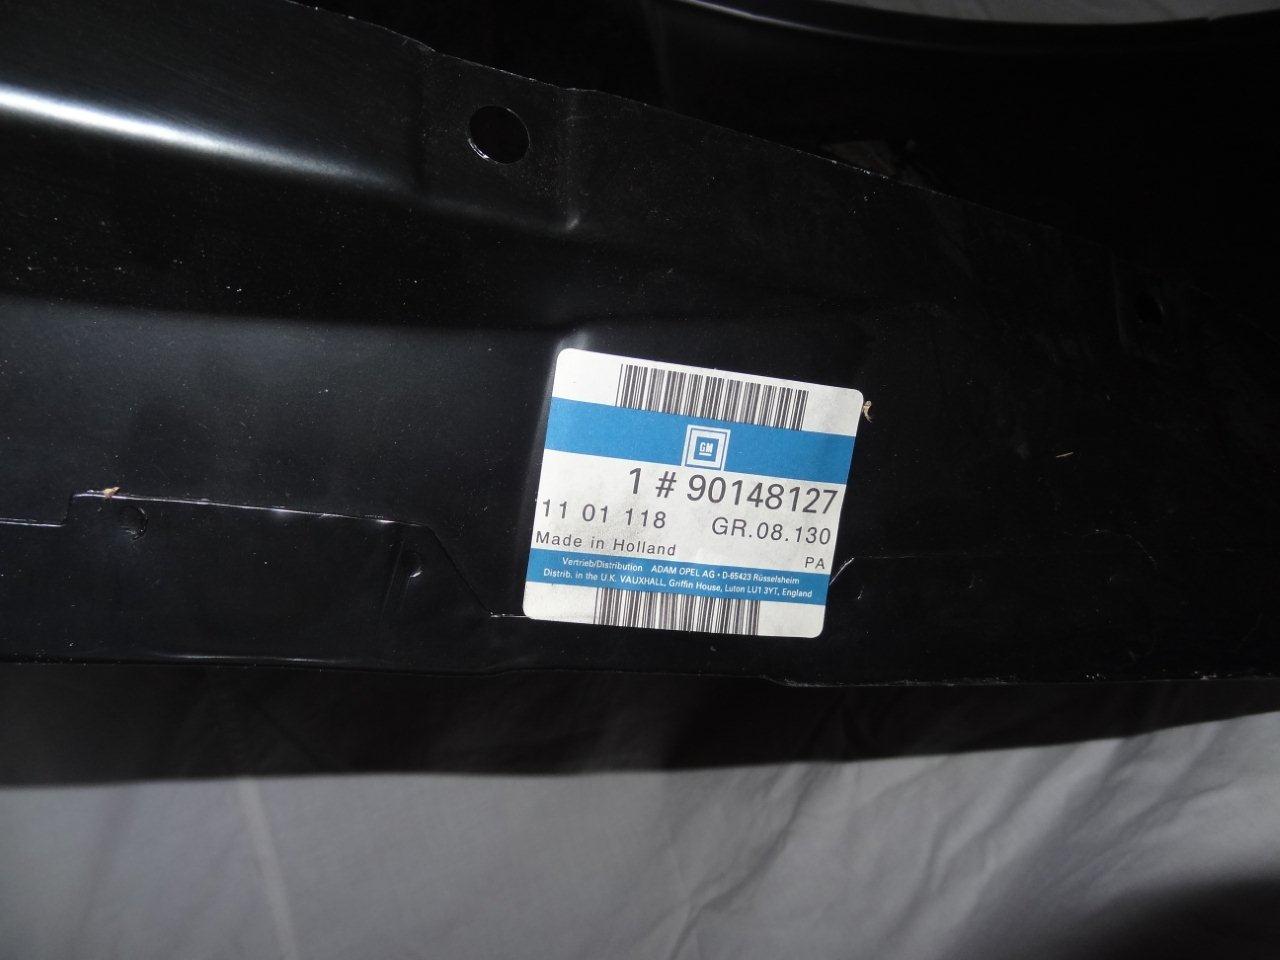 GM
1 # 90148127
11 01 118 GR.08.130
Made in Holland PA
Vertrieb/Distribution ADAM OPEL AG • D-65423 Rüsselsheim
Distrib. in the U.K. VAUXHALL, Griffin House, Luton LU1 3YT, England